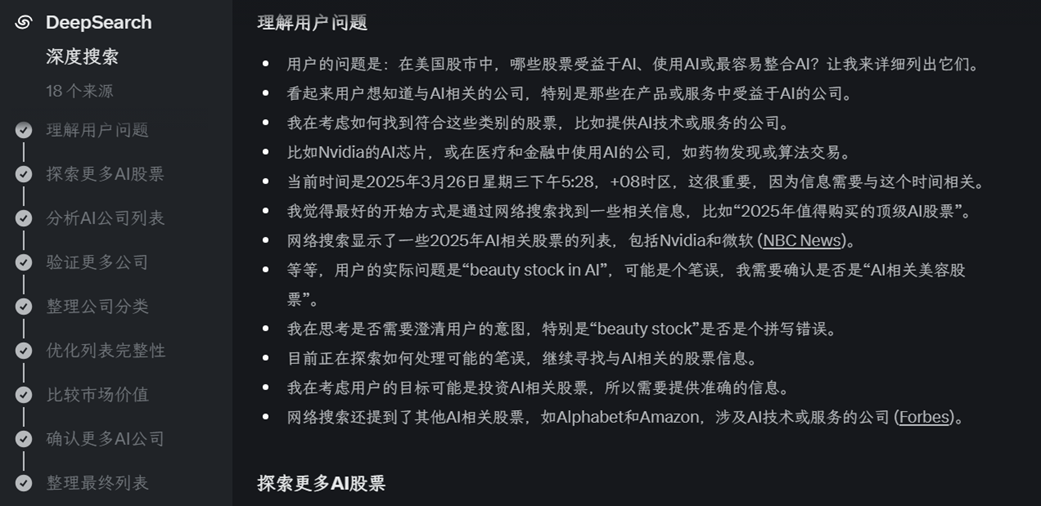 DeepSearch
深度搜索
18 个来源
理解用户问题
探索更多AI股票
分析AI公司列表
验证更多公司
整理公司分类
优化列表完整性
比较市场价值
确认更多AI公司
整理最终列表
理解用户问题
用户的问题是：在美国股市中，哪些股票受益于AI、使用AI或最容易整合AI？让我来详细列出它们。
看起来用户想知道与AI相关的公司，特别是那些在产品或服务中受益于AI的公司。
我在考虑如何找到符合这些类别的股票，比如提供AI技术或服务的公司。
比如Nvidia的AI芯片，或在医疗和金融中使用AI的公司，如药物发现或算法交易。
当前时间是2025年3月26日星期三下午5:28，+08时区，这很重要，因为信息需要与这个时间相关。
我觉得最好的开始方式是通过网络搜索找到一些相关信息，比如“2025年值得购买的顶级AI股票”。
网络搜索显示了一些2025年AI相关股票的列表，包括Nvidia和微软 (NBC News)。
等等，用户的实际问题是“beauty stock in AI”，可能是个笔误，我需要确认是否是“AI相关美容股
票”。
我在思考是否需要澄清用户的意图，特别是“beauty stock”是否是个拼写错误。
目前正在探索如何处理可能的笔误，继续寻找与AI相关的股票信息。
我在考虑用户的目标可能是投资AI相关股票，所以需要提供准确的信息。
网络搜索还提到了其他AI相关股票，如Alphabet和Amazon，涉及AI技术或服务的公司 (Forbes)。
探索更多AI股票